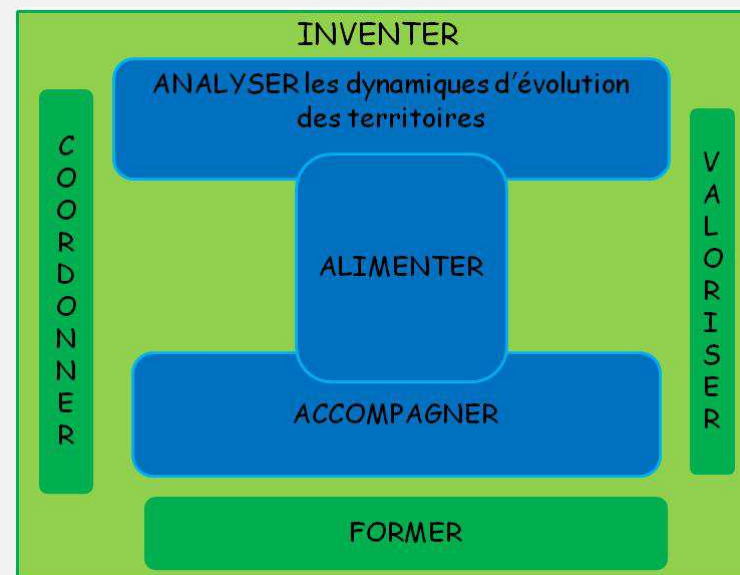 INVENTER
ANALYSER les dynamiques d'évolution
des territoires
COORDONNER
VALORISER
ALIMENTER
ACCOMPAGNER
FORMER